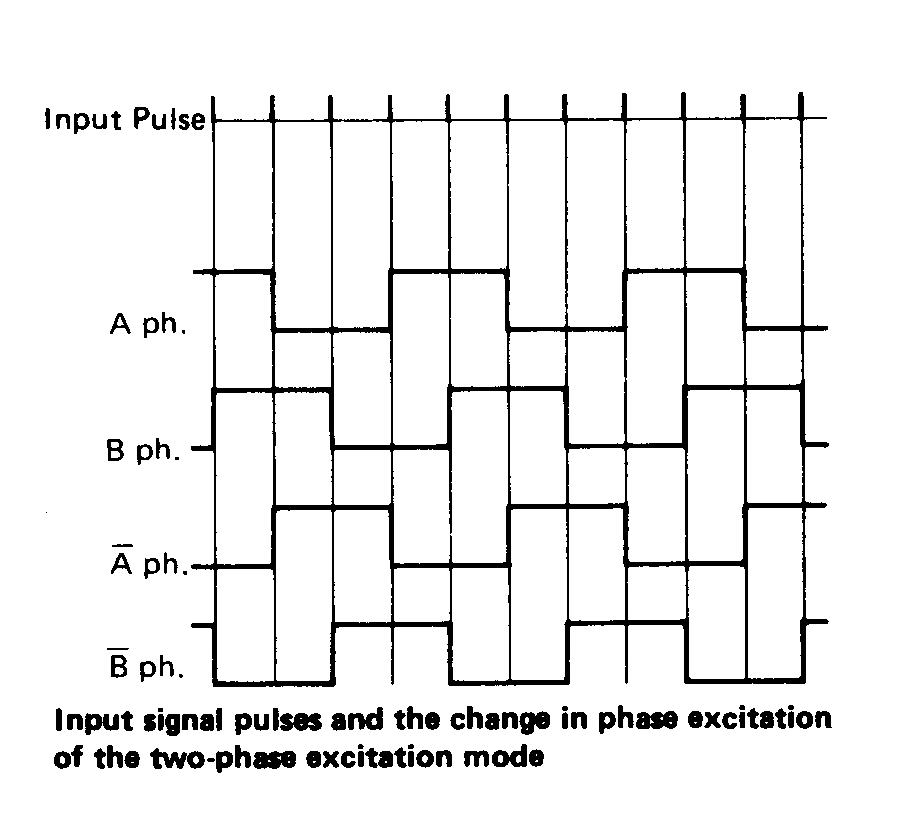 Input Pulse
A ph.
B ph.
A̅ ph.
B̅ ph.
Input signal pulses and the change in phase excitation
of the two-phase excitation mode